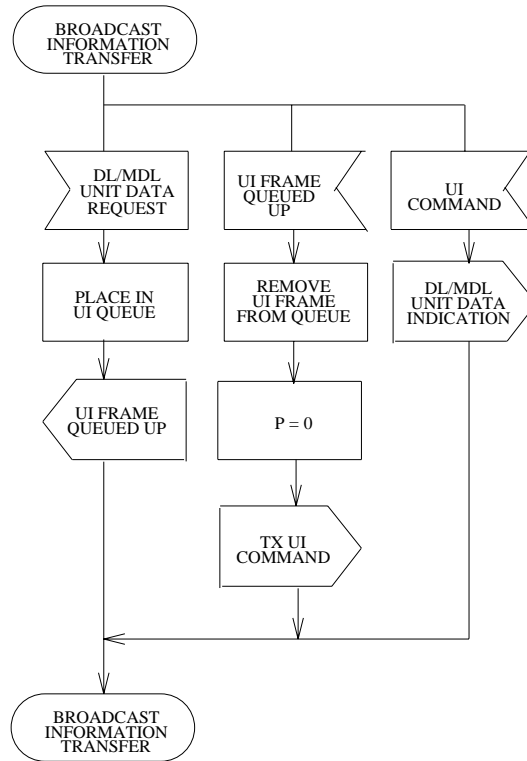 BROADCAST
INFORMATION
TRANSFER
DL/MDL
UNIT DATA
REQUEST
UI FRAME
QUEUED
UP
UI
COMMAND
PLACE IN
UI QUEUE
REMOVE
UI FRAME
FROM QUEUE
DL/MDL
UNIT DATA
INDICATION
UI FRAME
QUEUED UP
P = 0
TX UI
COMMAND
BROADCAST
INFORMATION
TRANSFER